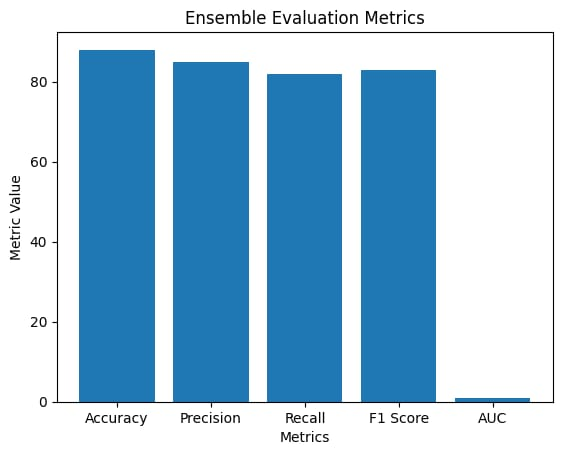 Ensemble Evaluation Metrics
Metric Value
80
60
40
20
0
Accuracy Precision Recall F1 Score AUC
Metrics